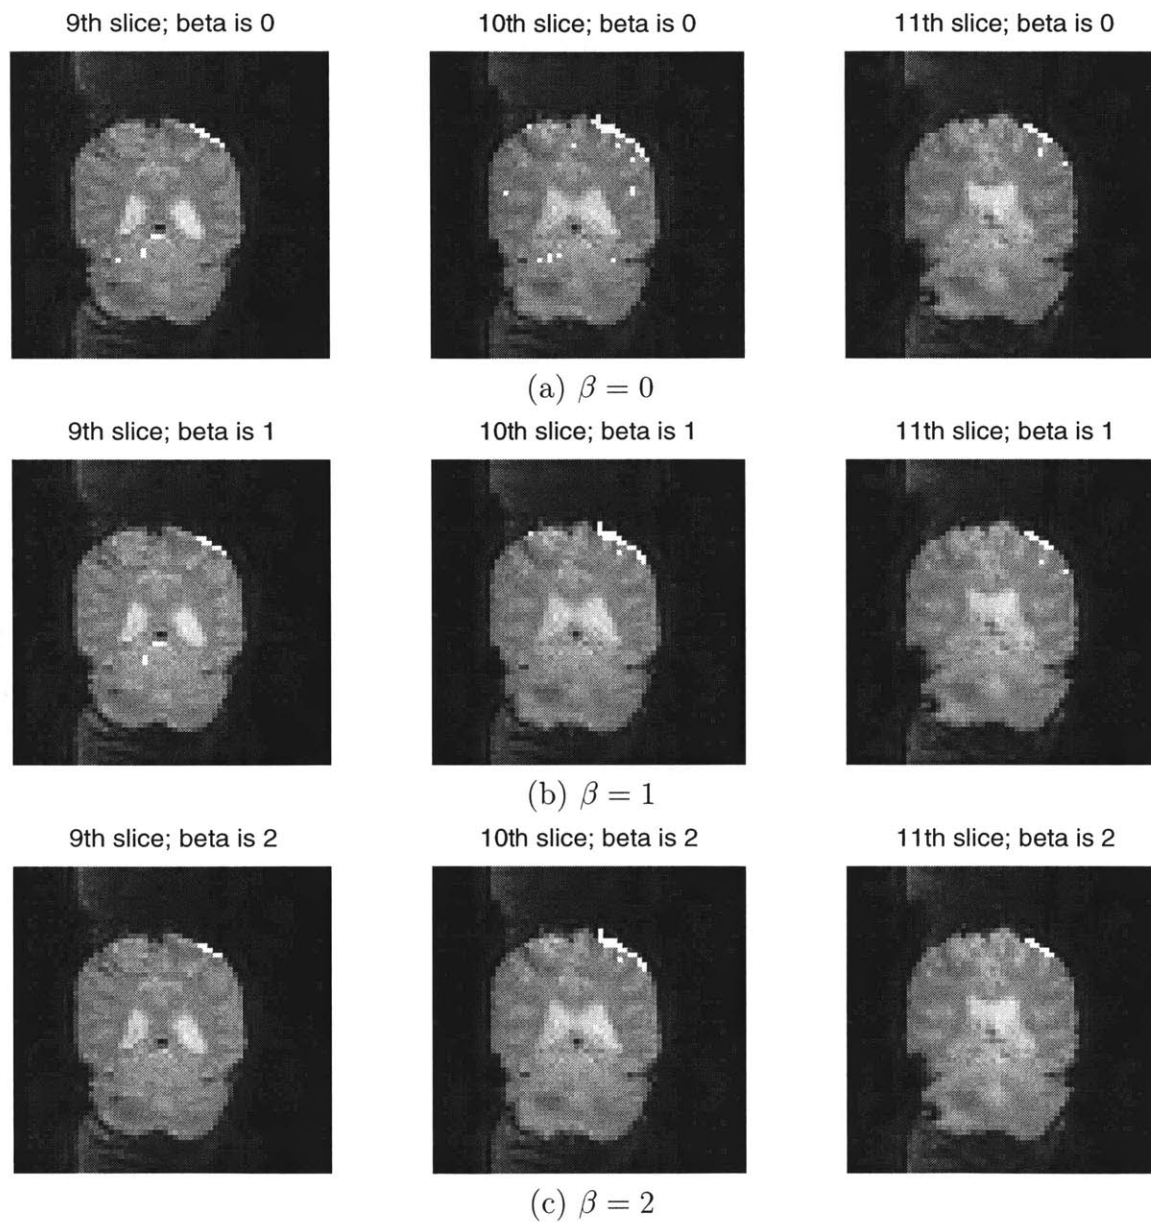 9th slice; beta is 0
10th slice; beta is 0
11th slice; beta is 0
(a) β = 0
9th slice; beta is 1
10th slice; beta is 1
11th slice; beta is 1
(b) β = 1
9th slice; beta is 2
10th slice; beta is 2
11th slice; beta is 2
(c) β = 2